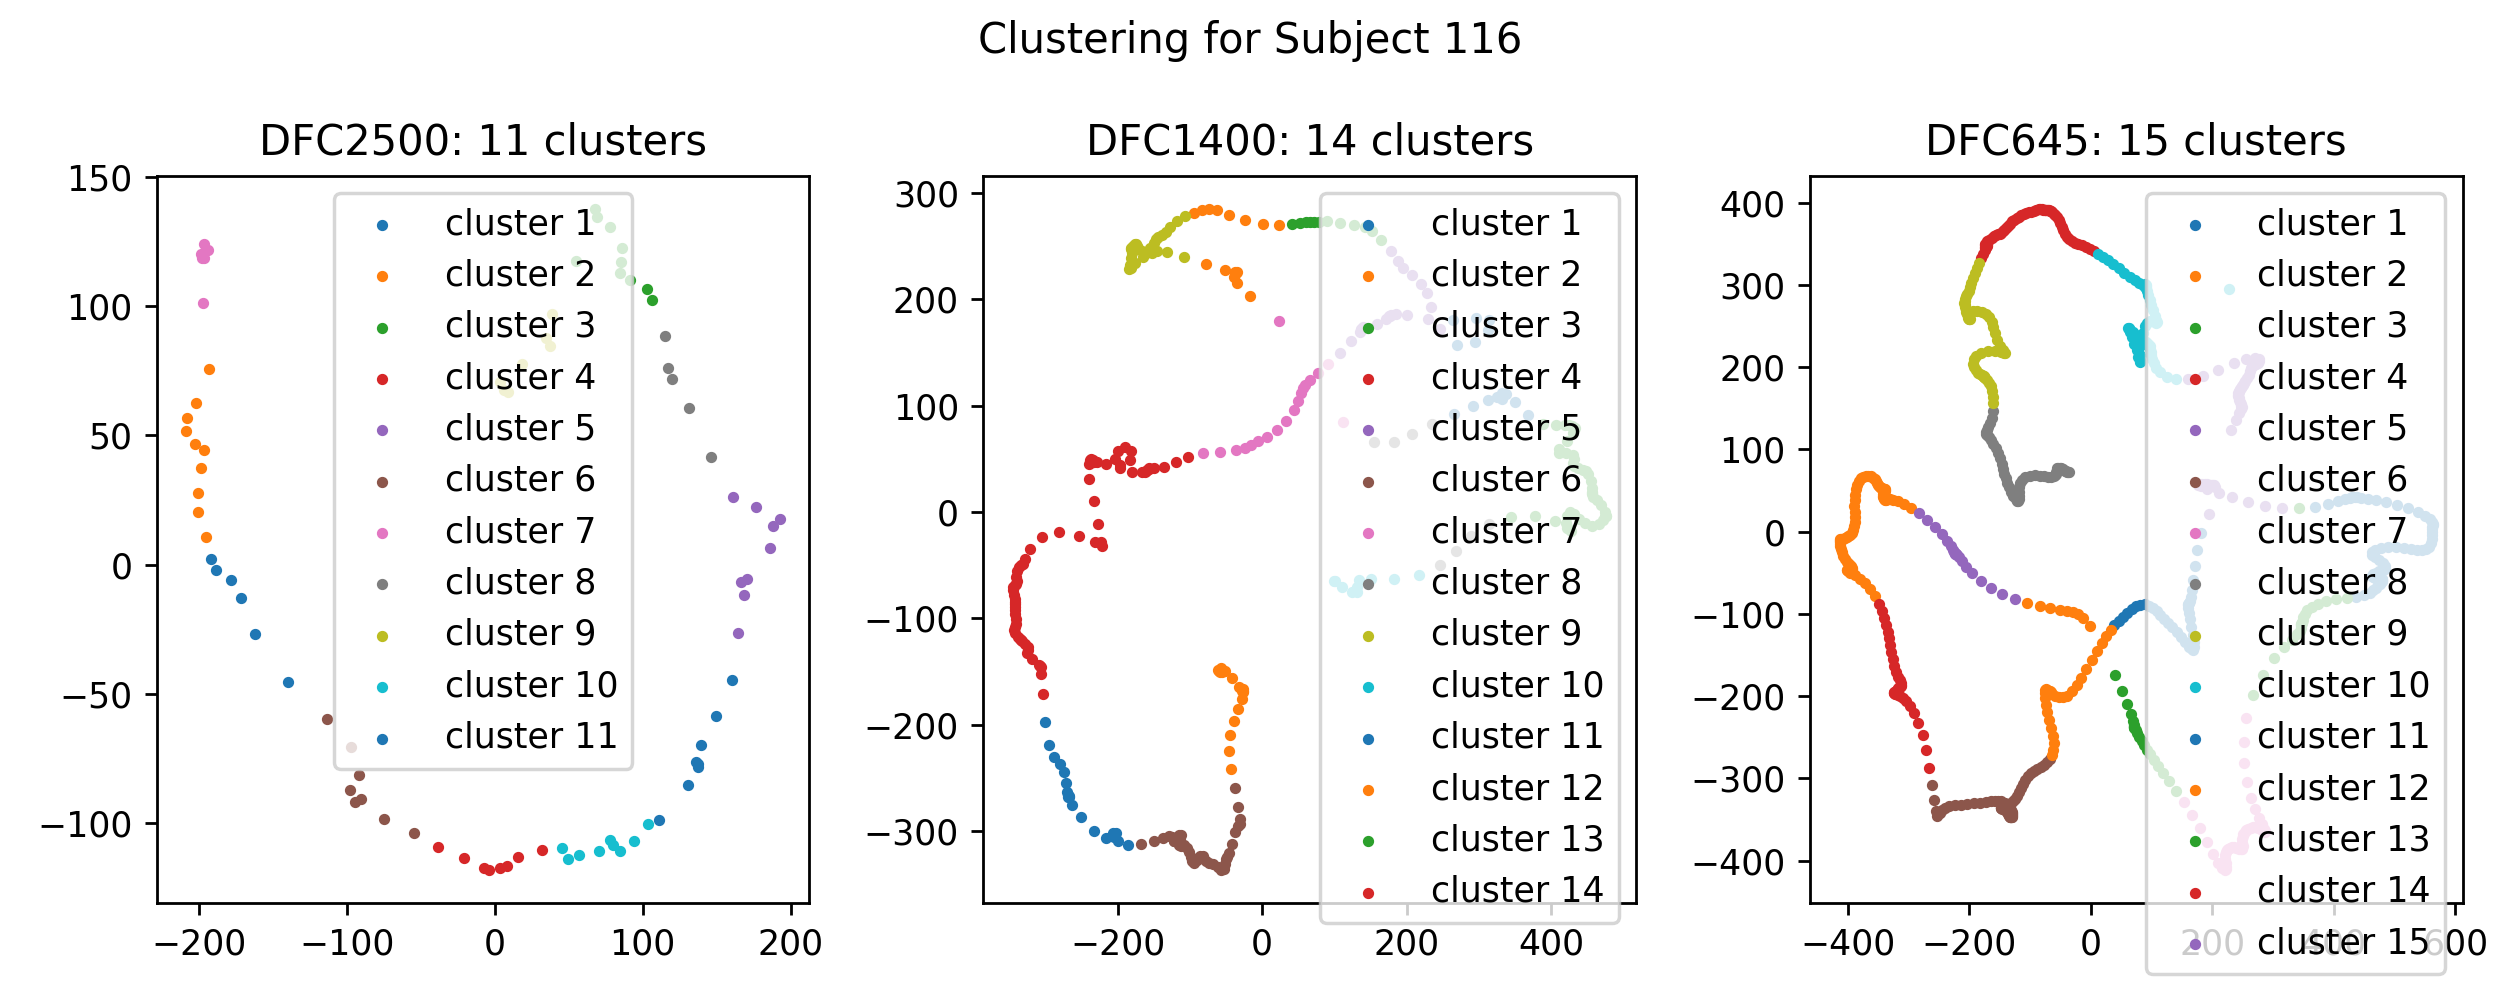 Clustering for Subject 116
DFC2500: 11 clusters
150
100
50
0
−50
−100
−200
−100
0
100
200
cluster 1
cluster 2
cluster 3
cluster 4
cluster 5
cluster 6
cluster 7
cluster 8
cluster 9
cluster 10
cluster 11
DFC1400: 14 clusters
300
200
100
0
−100
−200
−300
−200
0
200
400
cluster 1
cluster 2
cluster 3
cluster 4
cluster 5
cluster 6
cluster 7
cluster 8
cluster 9
cluster 10
cluster 11
cluster 12
cluster 13
cluster 14
DFC645: 15 clusters
400
300
200
100
0
−100
−200
−300
−400
−400
−200
0
200
400
600
cluster 1
cluster 2
cluster 3
cluster 4
cluster 5
cluster 6
cluster 7
cluster 8
cluster 9
cluster 10
cluster 11
cluster 12
cluster 13
cluster 14
cluster 15